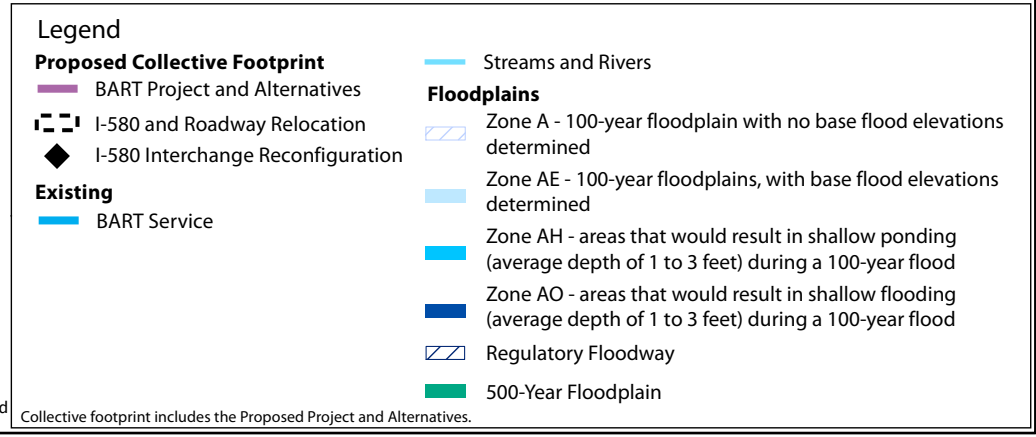 Legend
Proposed Collective Footprint
BART Project and Alternatives
I-580 and Roadway Relocation
I-580 Interchange Reconfiguration
Existing
BART Service
Streams and Rivers
Floodplains
Zone A - 100-year floodplain with no base flood elevations
determined
Zone AE - 100-year floodplains, with base flood elevations
determined
Zone AH - areas that would result in shallow ponding
(average depth of 1 to 3 feet) during a 100-year flood
Zone AO - areas that would result in shallow flooding
(average depth of 1 to 3 feet) during a 100-year flood
Regulatory Floodway
500-Year Floodplain
Collective footprint includes the Proposed Project and Alternatives.